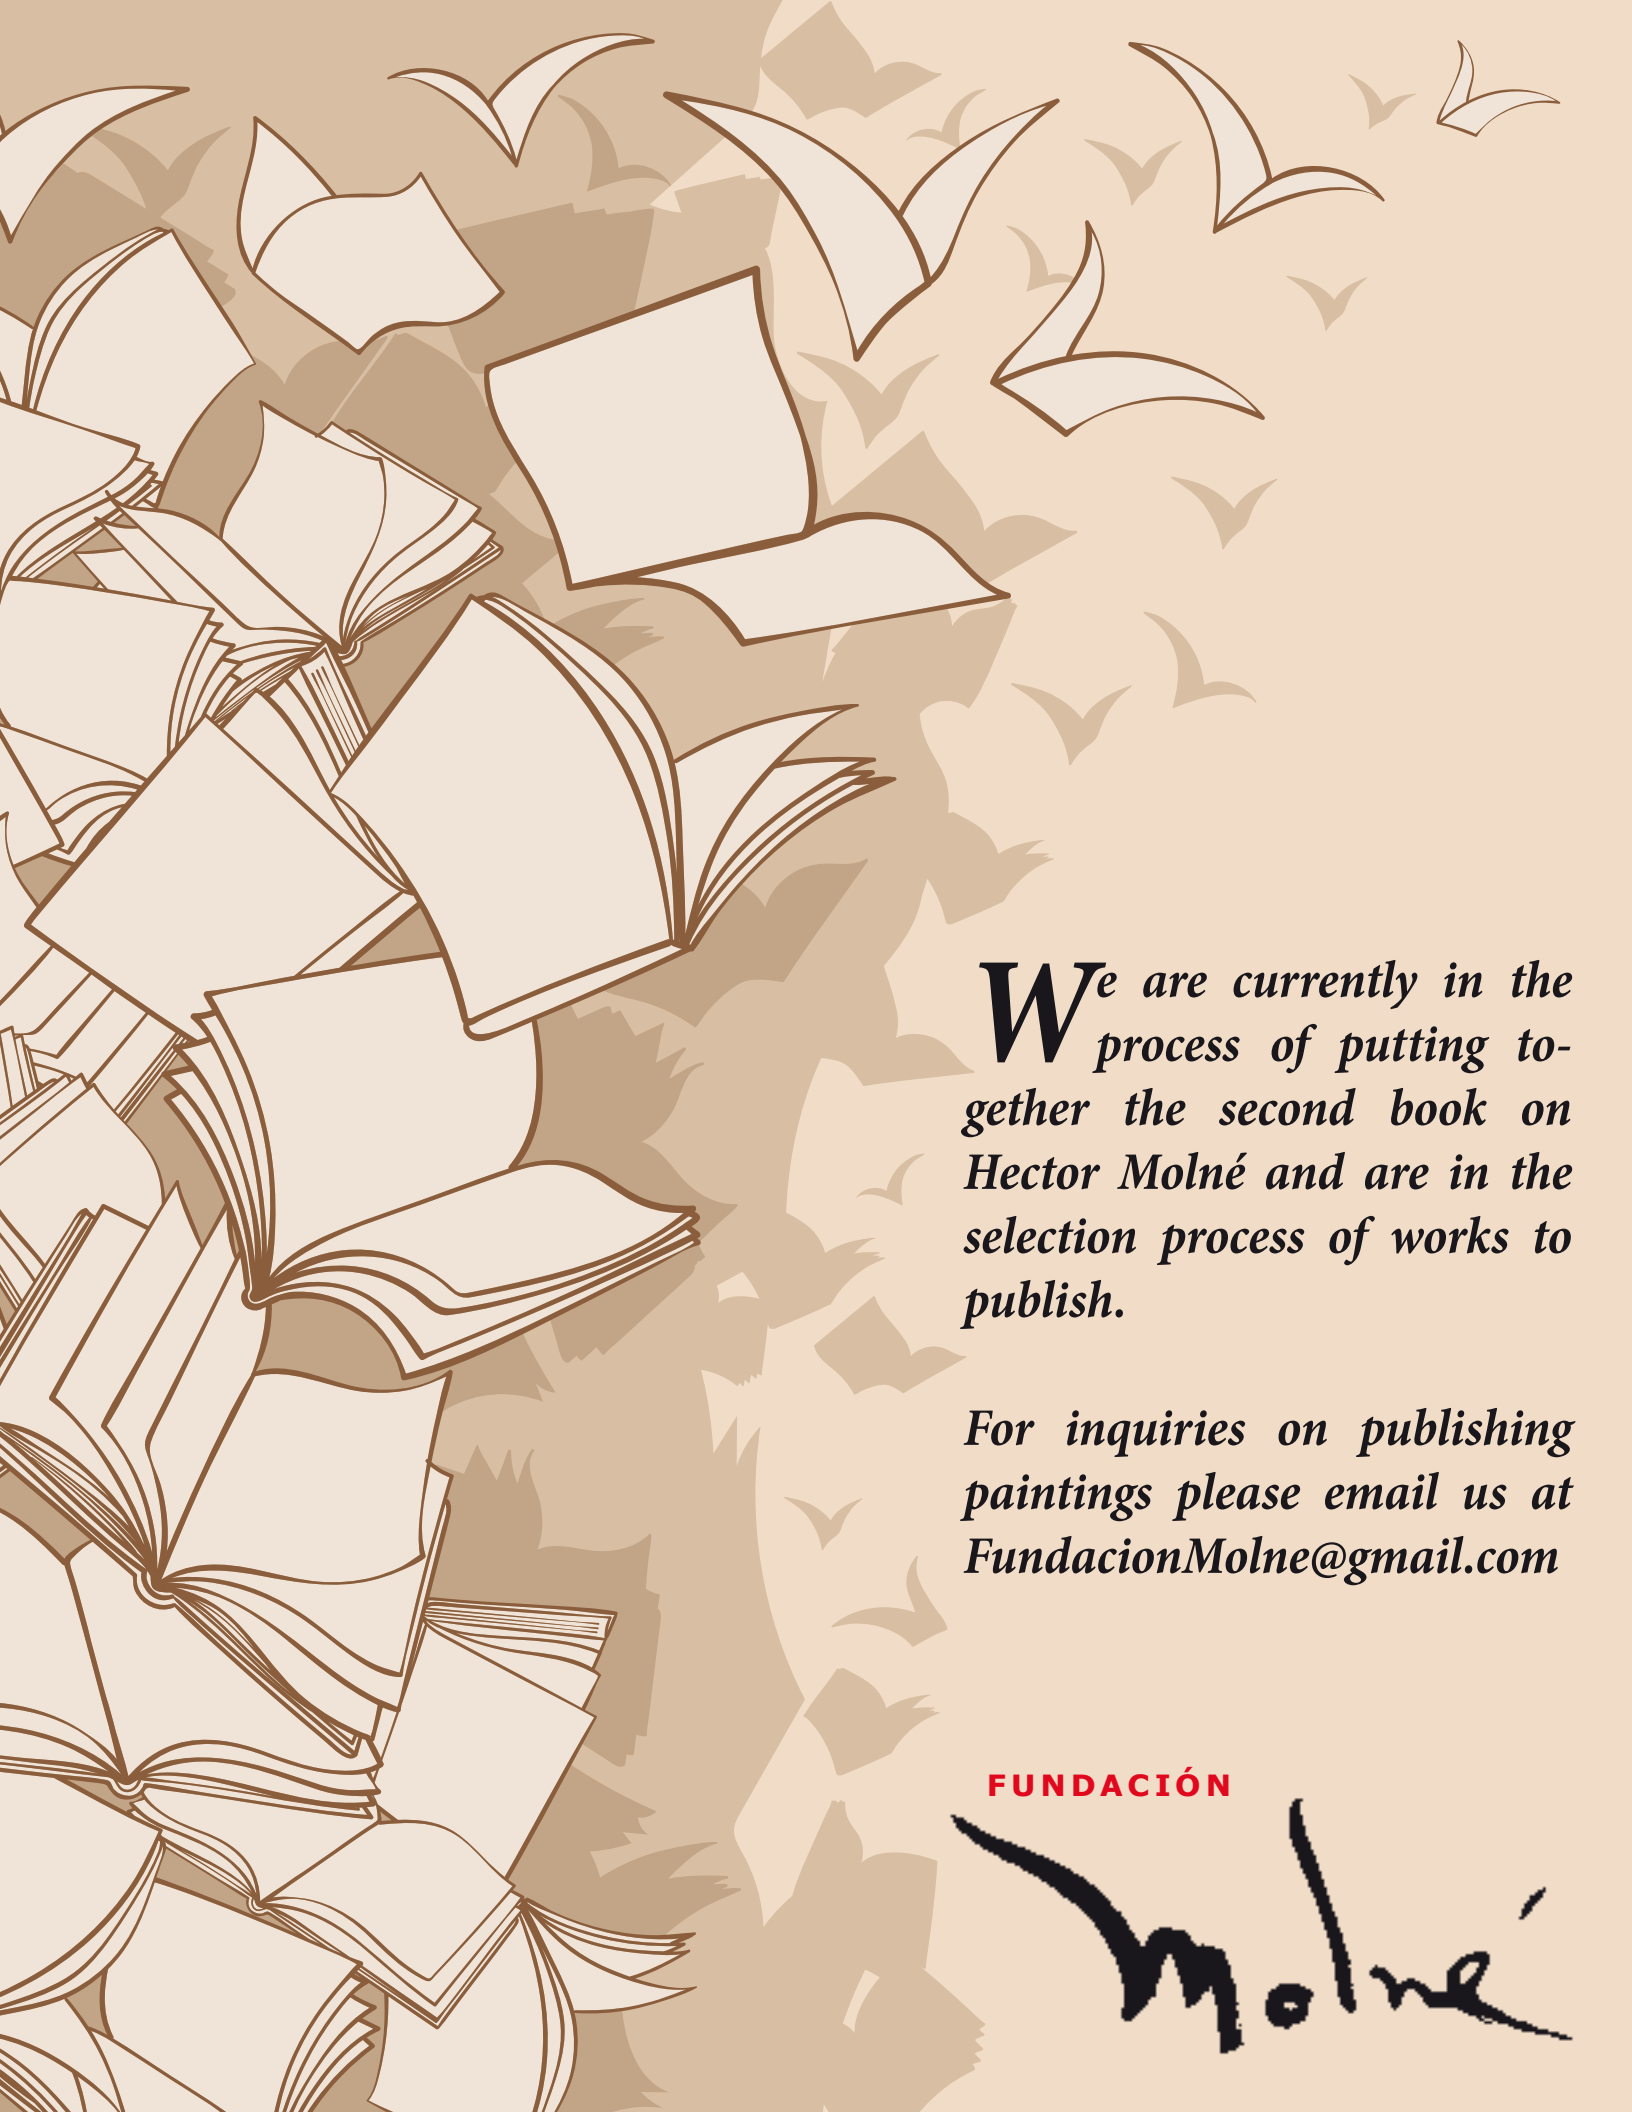 We are currently in the
process of putting to-
gether the second book on
Hector Molné and are in the
selection process of works to
publish.
For inquiries on publishing
paintings please email us at
FundacionMolne@gmail.com
FUNDACIÓN
Molné